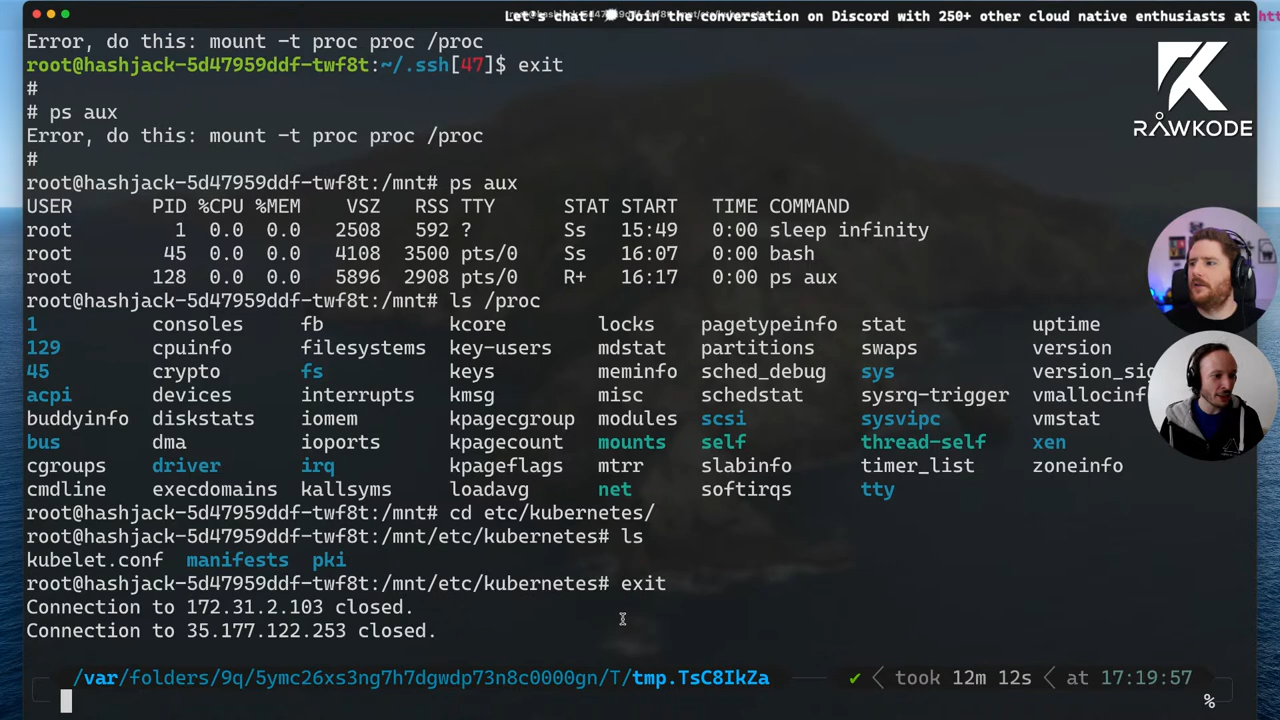 Let's chat! Join the conversation on Discord with 250+ other cloud native enthusiasts at
Error, do this: mount -t proc proc /proc
root@hashjack-5d47959ddf-twf8t:~/.ssh[47]$ exit
#
# ps aux
Error, do this: mount -t proc proc /proc
#
RAWKODE
root@hashjack-5d47959ddf-twf8t:/mnt# ps aux
USER PID %CPU %MEM VSZ RSS TTY STAT START TIME COMMAND
root 1 0.0 0.0 2508 592 ? Ss 15:49 0:00 sleep infinity
root 45 0.0 0.0 4108 3500 pts/0 Ss 16:07 0:00 bash
root 128 0.0 0.0 5896 2908 pts/0 R+ 16:17 0:00 ps aux
root@hashjack-5d47959ddf-twf8t:/mnt# ls /proc
1 consoles fb kcore locks pagetypeinfo stat uptime
129 cpuinfo filesystems key-users mdstat partitions swaps version
45 crypto fs keys meminfo sched_debug sys version_sig
acpi devices interrupts kmsg misc schedstat sysrq-trigger vmallocinf
buddyinfo diskstats iomem kpagecgroup modules scsi sysvipc vmstat
bus dma ioports kpagecount mounts self thread-self xen
cgroups driver irq kpageflags mtrr slabinfo timer_list zoneinfo
cmdline execdomains kallsyms loadavg net softirqs tty
root@hashjack-5d47959ddf-twf8t:/mnt# cd etc/kubernetes/
root@hashjack-5d47959ddf-twf8t:/mnt/etc/kubernetes# ls
kubelet.conf manifests pki
root@hashjack-5d47959ddf-twf8t:/mnt/etc/kubernetes# exit
Connection to 172.31.2.103 closed.
Connection to 35.177.122.253 closed.
/var/folders/9q/5ymc26xs3ng7h7dgwdp73n8c0000gn/T/tmp.TsC8IkZa ✔ took 12m 12s at 17:19:57
%